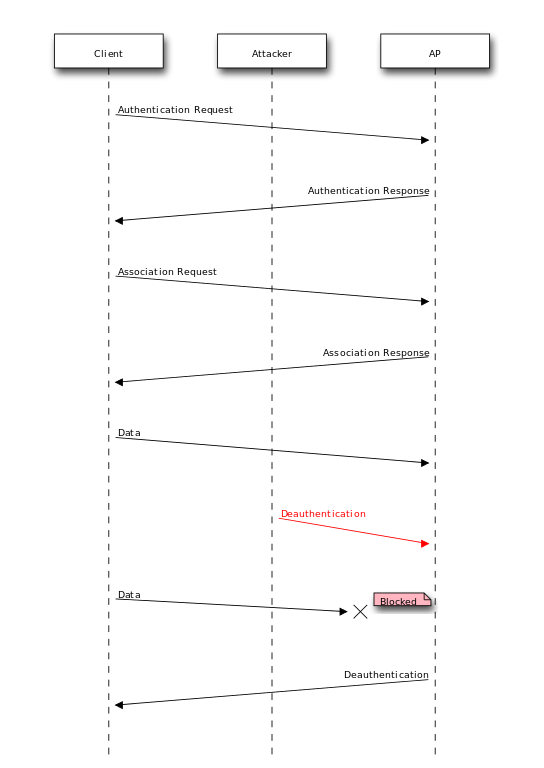 Client
Attacker
AP
Authentication Request
Authentication Response
Association Request
Association Response
Data
Deauthentication
Data
Blocked
Deauthentication